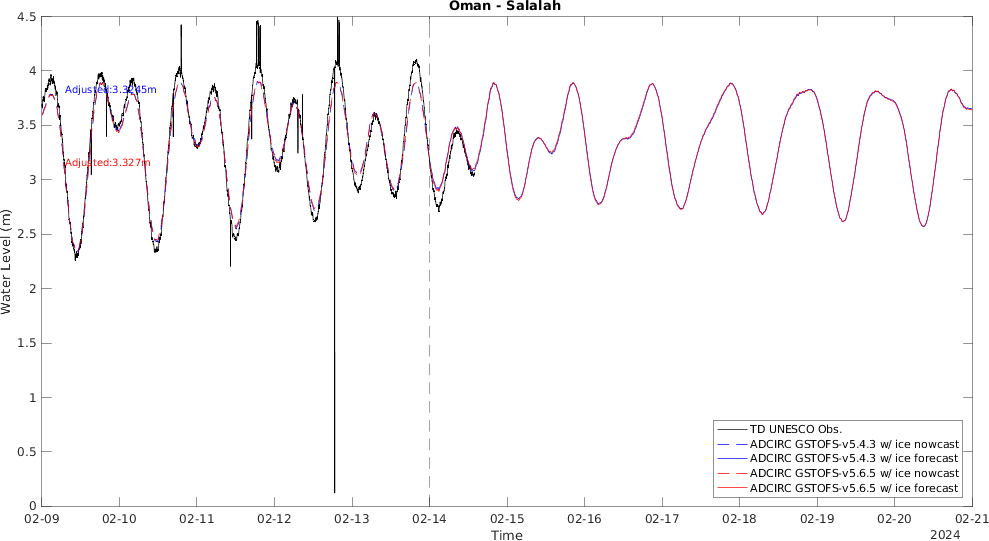 Oman - Salalah
4.5
4
3.5
3
2.5
2
1.5
1
0.5
0
Water Level (m)
Adjusted:3.3245m
Adjusted:3.327m
TD UNESCO Obs.
ADCIRC GSTOFS-v5.4.3 w/ ice nowcast
ADCIRC GSTOFS-v5.4.3 w/ ice forecast
ADCIRC GSTOFS-v5.6.5 w/ ice nowcast
ADCIRC GSTOFS-v5.6.5 w/ ice forecast
02-09 02-10 02-11 02-12 02-13 02-14 02-15 02-16 02-17 02-18 02-19 02-20 02-21
Time
2024